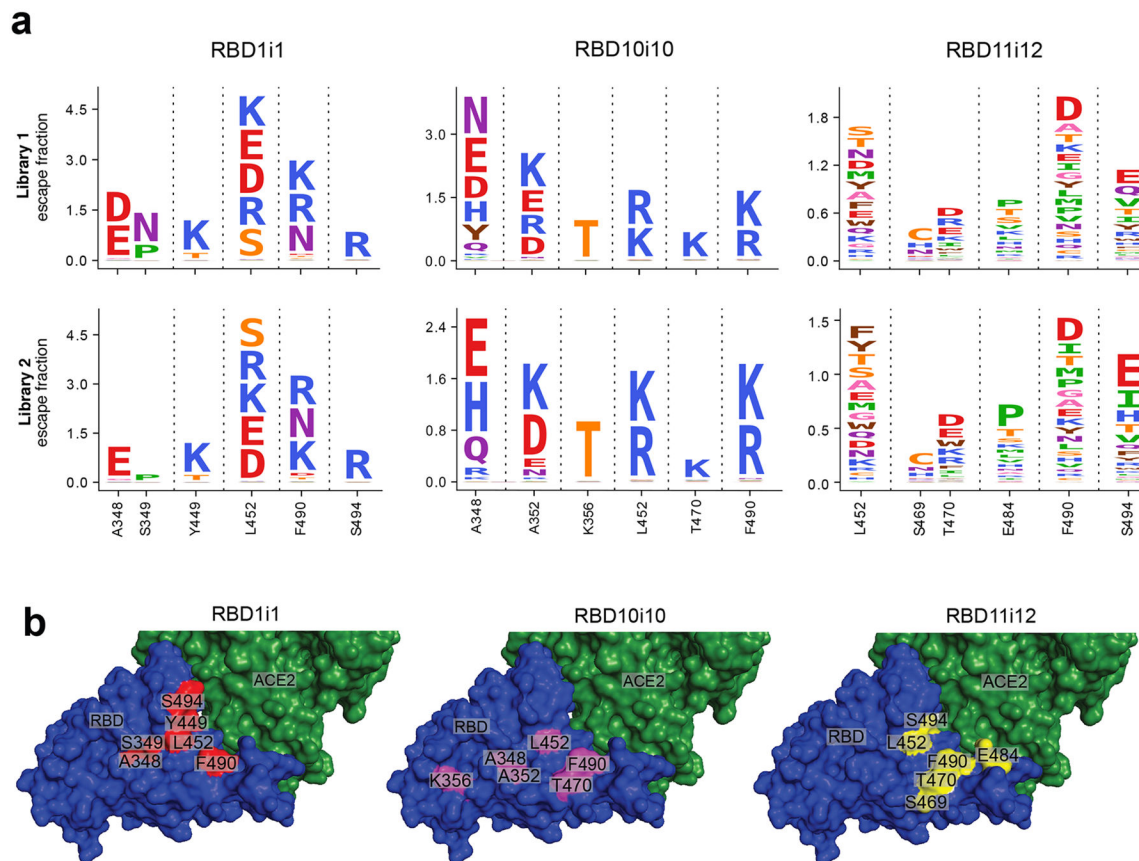 a
RBD1i1 RBD10i10 RBD11i12
Library 1
escape fraction
4.5
3.0
1.5
0.0
D
E
N
P
K
K
E
D
R
S
K
R
N
R
3.0
1.5
0.0
N
E
D
H
Y
Q
K
E
R
D
T
R
K
K
K
R
1.8
1.2
0.6
0.0
S
T
N
D
M
Y
A
F
E
W
Q
K
C
H
N
D
R
E
K
P
T
S
V
D
A
T
K
E
I
G
Y
L
M
P
V
N
S
H
Q
E
Q
V
T
I
Y
R
Library 2
escape fraction
4.5
3.0
1.5
0.0
E
P
K
S
R
K
E
D
R
N
K
R
2.4
1.6
0.8
0.0
E
H
Q
R
K
D
E
N
T
K
R
K
K
R
1.5
1.0
0.5
0.0
F
Y
T
S
A
E
M
G
W
Q
D
N
K
C
D
E
W
K
R
P
T
S
D
I
T
M
P
G
A
E
K
Y
N
L
S
H
V
Q
E
I
H
T
V
Q
F
Y
A348 S349 Y449 L452 F490 S494
A348 A352 K356 L452 T470 F490
L452 S469 T470 E484 F490 S494
b
RBD1i1 RBD10i10 RBD11i12
ACE2
S494
RBD
Y449
S349 L452
A348
F490
ACE2
RBD
L452
A348
F490
K356
A352
T470
ACE2
S494
RBD
L452
E484
F490
T470
S469